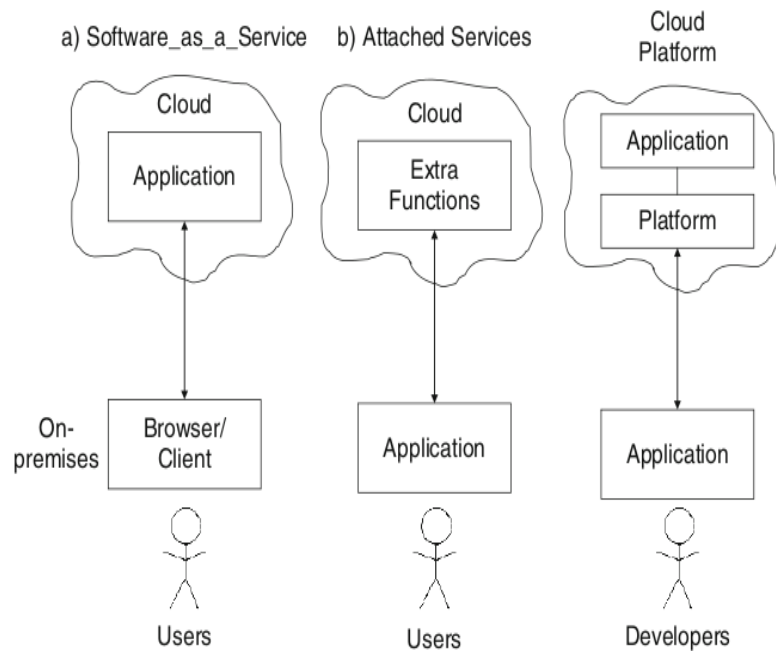 a) Software_as_a_Service
Cloud
Application
On-
premises
Browser/
Client
Users
b) Attached Services
Cloud
Extra
Functions
Application
Users
Cloud
Platform
Application
Platform
Application
Developers